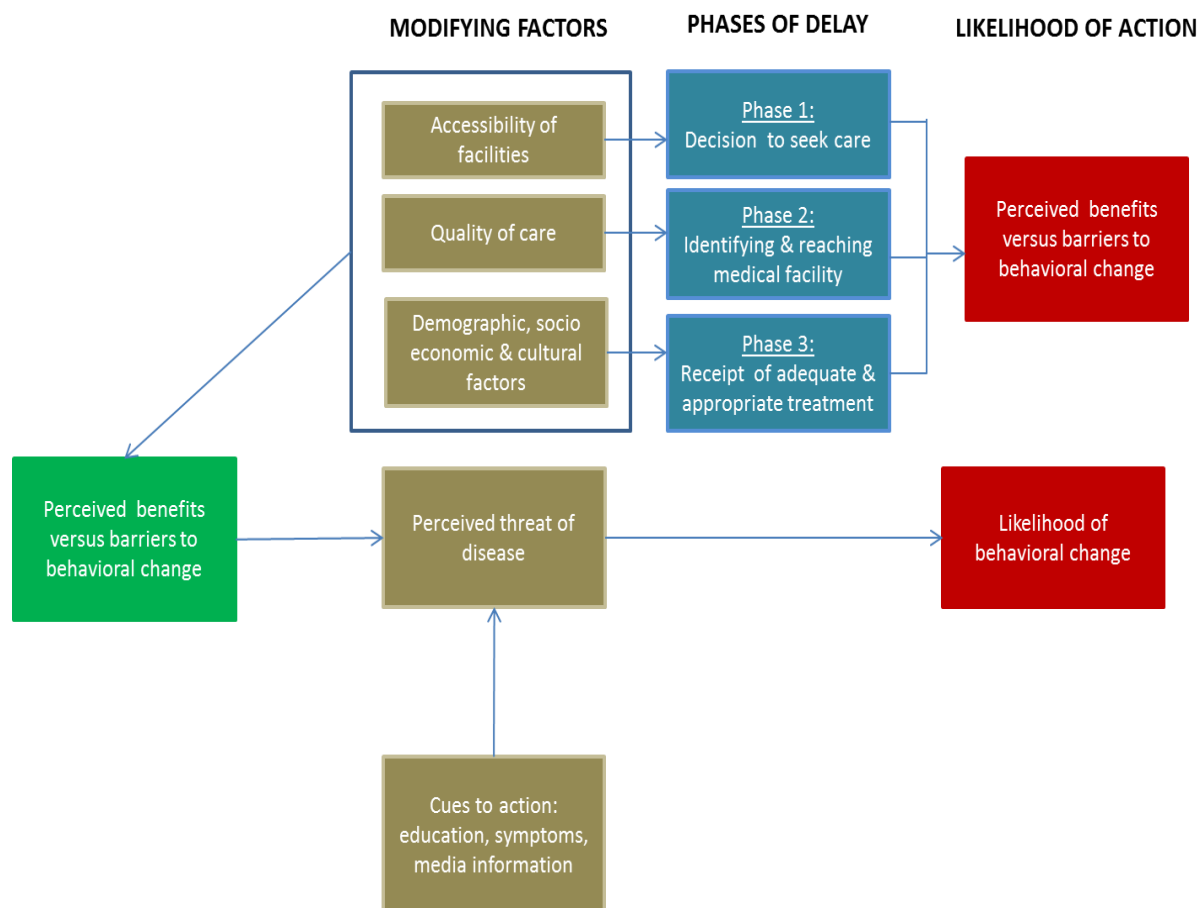 MODIFYING FACTORS
PHASES OF DELAY
LIKELIHOOD OF ACTION
Accessibility of
facilities
Phase 1:
Decision to seek care
Quality of care
Phase 2:
Identifying & reaching
medical facility
Perceived benefits
versus barriers to
behavioral change
Demographic, socio
economic & cultural
factors
Phase 3:
Receipt of adequate &
appropriate treatment
Perceived benefits
versus barriers to
behavioral change
Perceived threat of
disease
Likelihood of
behavioral change
Cues to action:
education, symptoms,
media information